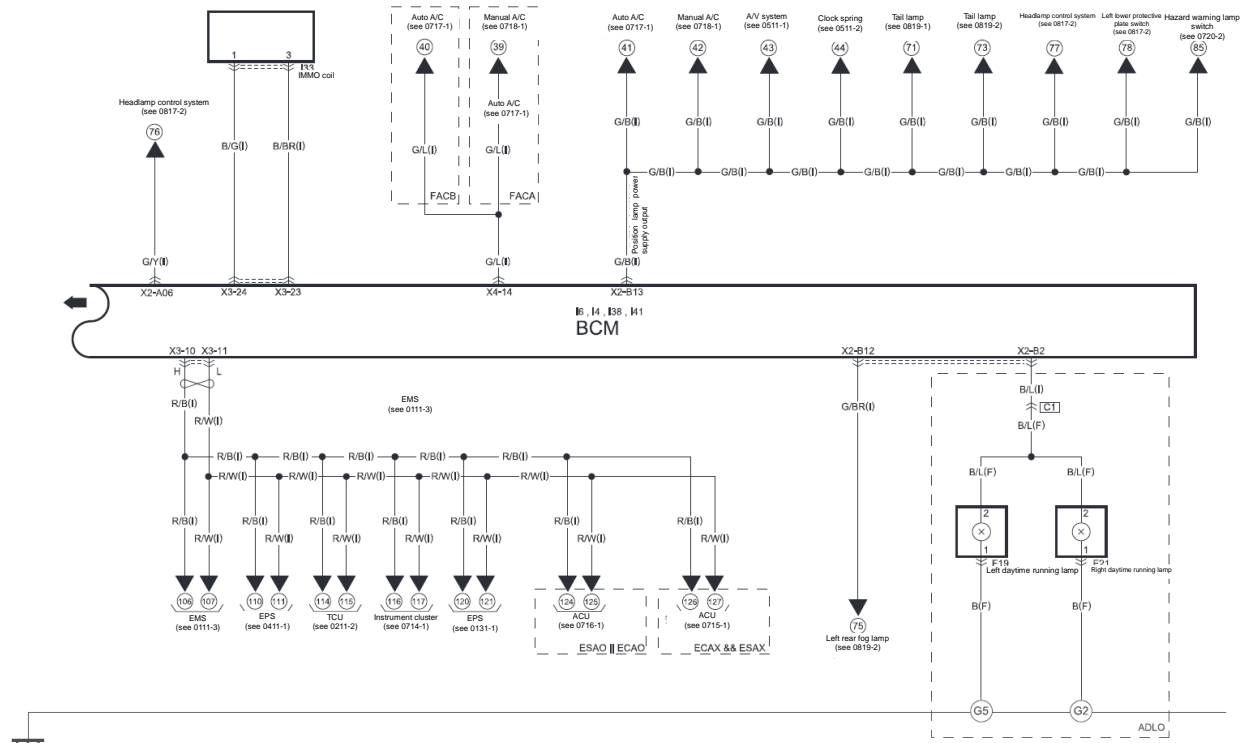 Auto A/C
(see 0717-1)
40
Manual A/C
(see 0718-1)
39
Auto A/C
(see 0717-1)
41
Manual A/C
(see 0718-1)
42
A/V system
(see 0511-1)
43
Clock spring
(see 0511-2)
44
Tail lamp
(see 0819-1)
71
Tail lamp
(see 0819-2)
73
Headlamp control system
(see 0817-2)
77
Left lower protective
plate switch
(see 0817-2)
78
Hazard warning lamp
switch
(see 0720-2)
85
1 3
I33
IMMO coil
Headlamp control system
(see 0817-2)
76
Auto A/C
(see 0717-1)
B/G(I) B/BR(I)
G/L(I) G/L(I)
G/B(I) G/B(I) G/B(I) G/B(I) G/B(I) G/B(I) G/B(I) G/B(I) G/B(I)
G/B(I) G/B(I) G/B(I) G/B(I) G/B(I) G/B(I) G/B(I) G/B(I)
FACB FACA
Position lamp power
supply output
G/Y(I) G/L(I) G/B(I)
X2-A06 X3-24 X3-23 X4-14 X2-B13
I6 , I4 , I38 , I41
BCM
X3-10 X3-11 X2-B12 X2-B2
H L
R/B(I)
R/W(I)
EMS
(see 0111-3)
G/BR(I)
B/L(I)
C1
B/L(F)
R/B(I) R/B(I) R/B(I) R/B(I) R/B(I)
R/W(I) R/W(I) R/W(I) R/W(I) R/W(I)
B/L(F) B/L(F)
R/B(I) R/B(I) R/B(I) R/B(I) R/B(I) R/B(I) R/B(I)
R/W(I) R/W(I) R/W(I) R/W(I) R/W(I) R/W(I) R/W(I)
2 2
1 1
E19
Left daytime running lamp
E21
Right daytime running lamp
B(F) B(F)
106 107
EMS
(see 0111-3)
110 111
EPS
(see 0411-1)
114 115
TCU
(see 0211-2)
116 117
Instrument cluster
(see 0714-1)
120 121
EPS
(see 0131-1)
124 125
ACU
(see 0716-1)
ESAO || ECAO
126 127
ACU
(see 0715-1)
ECAX && ESAX
75
Left rear fog lamp
(see 0819-2)
G5 G2
ADLO